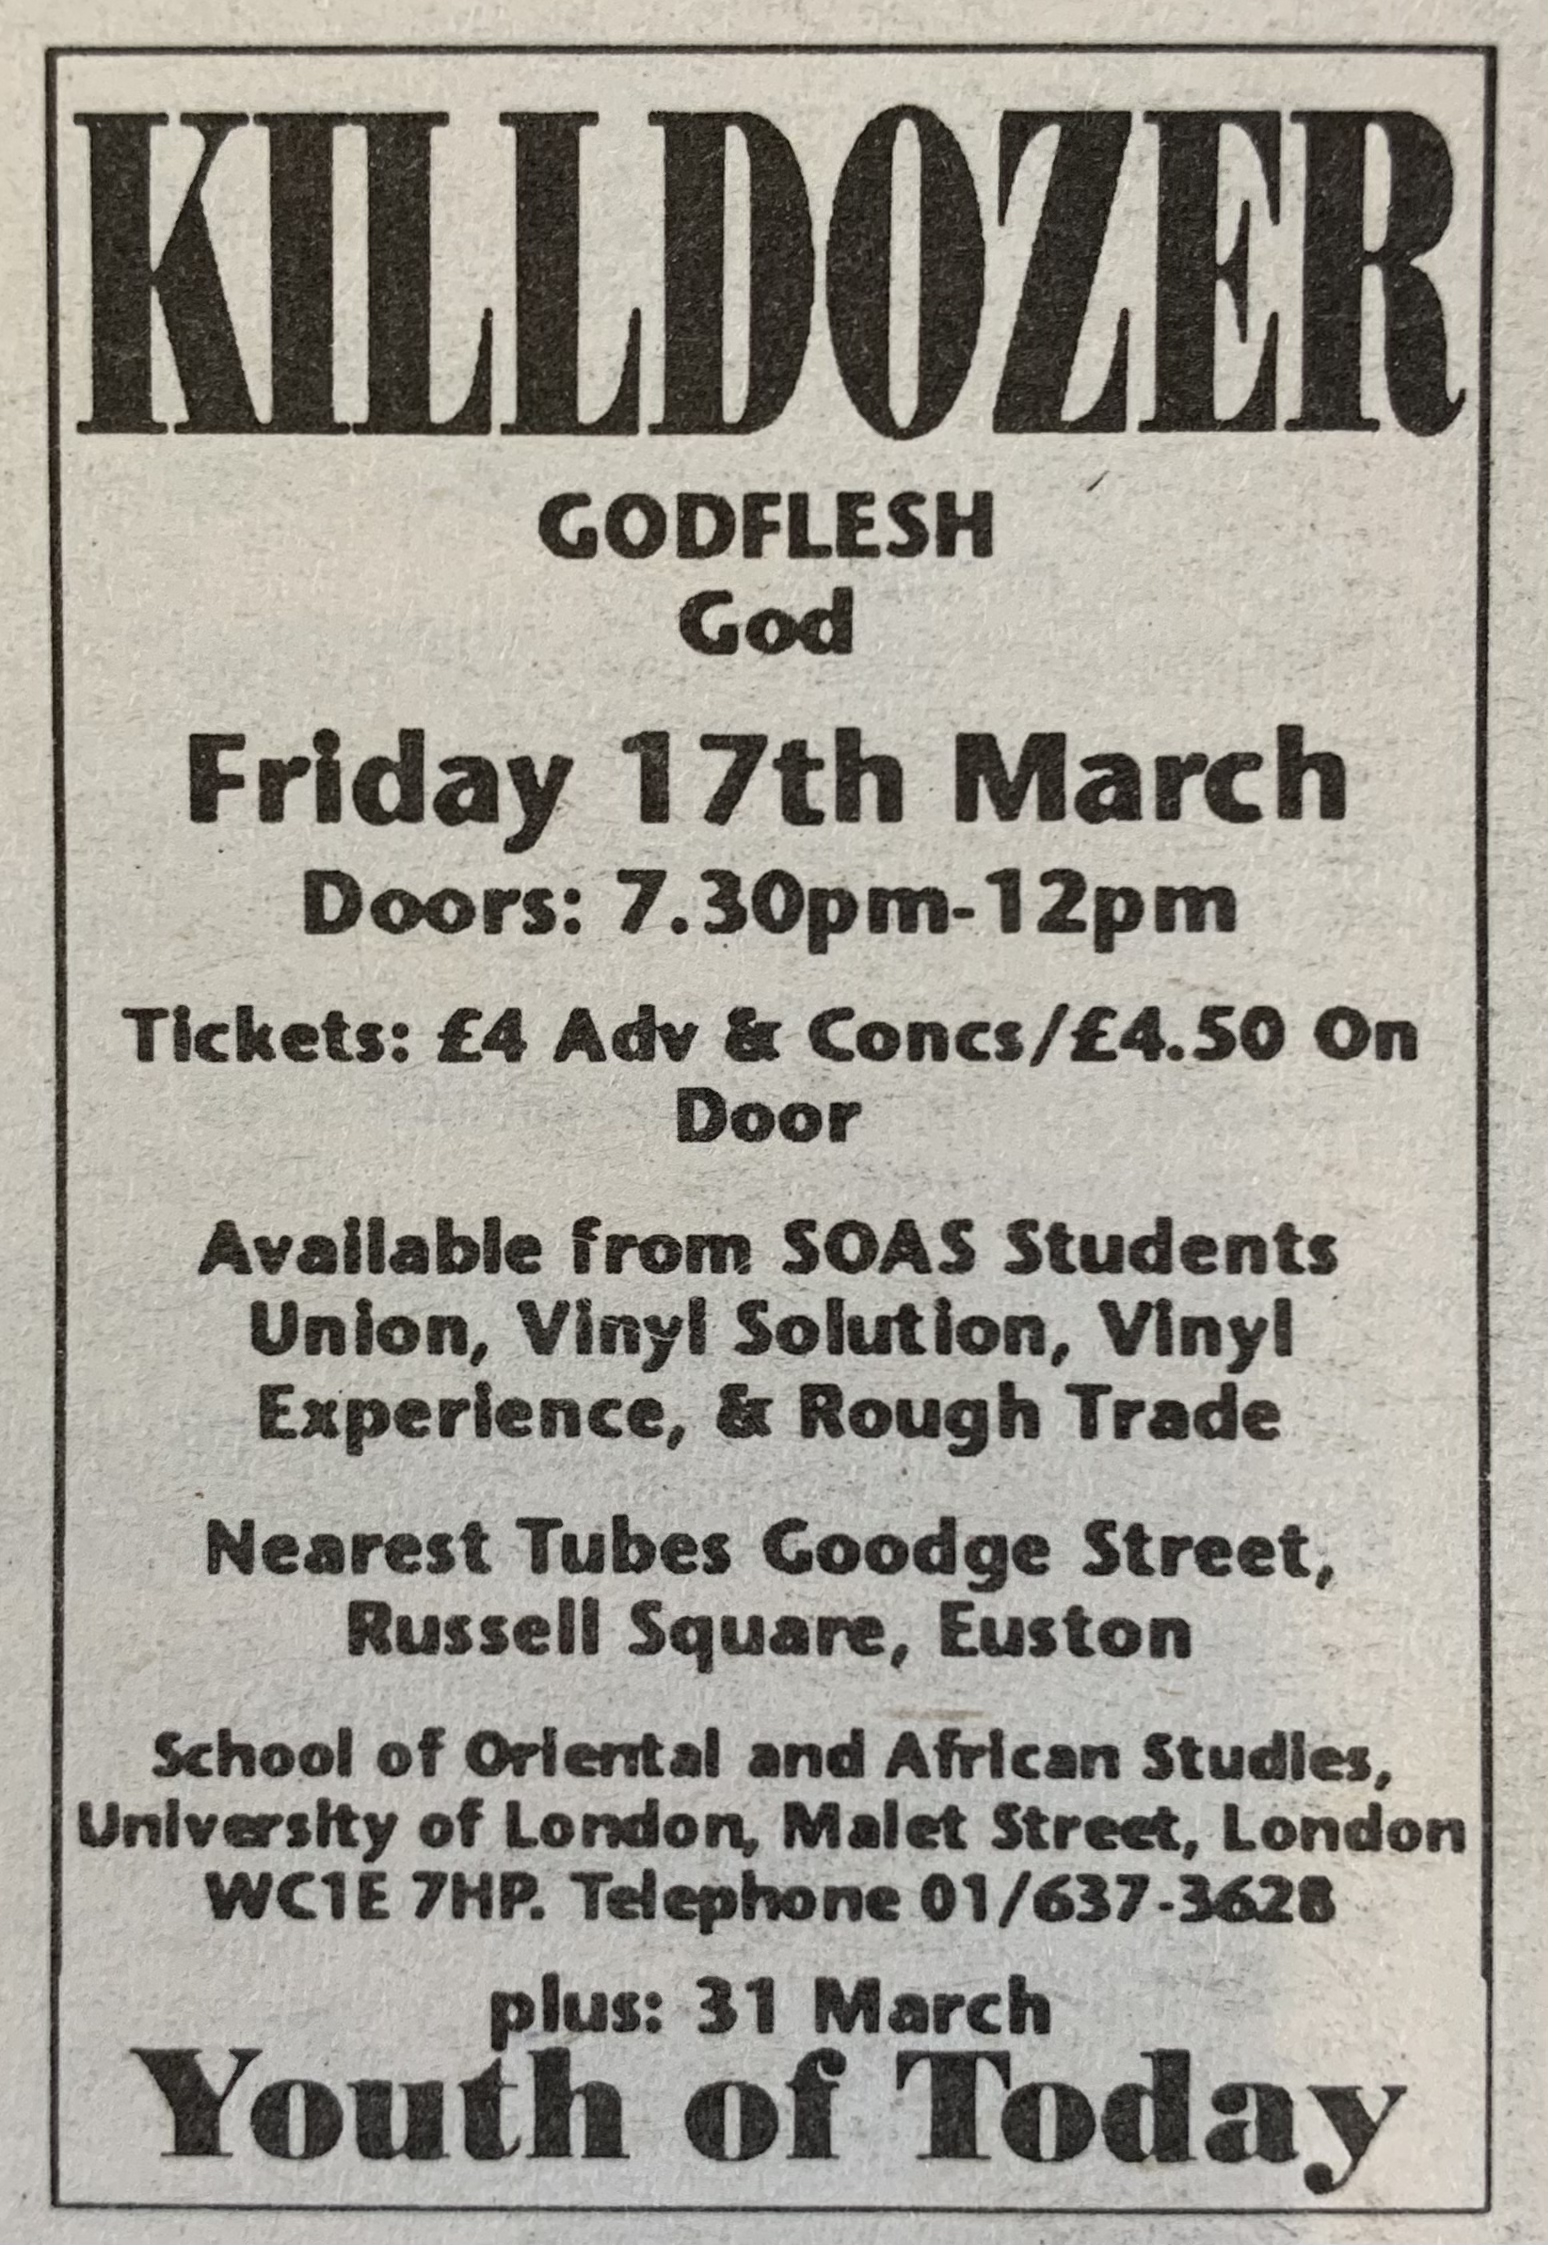 KILLDOZER
GODFLESH
God
Friday 17th March
Doors: 7.30pm-12pm
Tickets: £4 Adv & Concs/£4.50 On
Door
Available from SOAS Students
Union, Vinyl Solution, Vinyl
Experience, & Rough Trade
Nearest Tubes Goodge Street,
Russell Square, Euston
School of Oriental and African Studies,
University of London, Malet Street, London
WC1E 7HP. Telephone 01/637-3628
plus: 31 March
Youth of Today